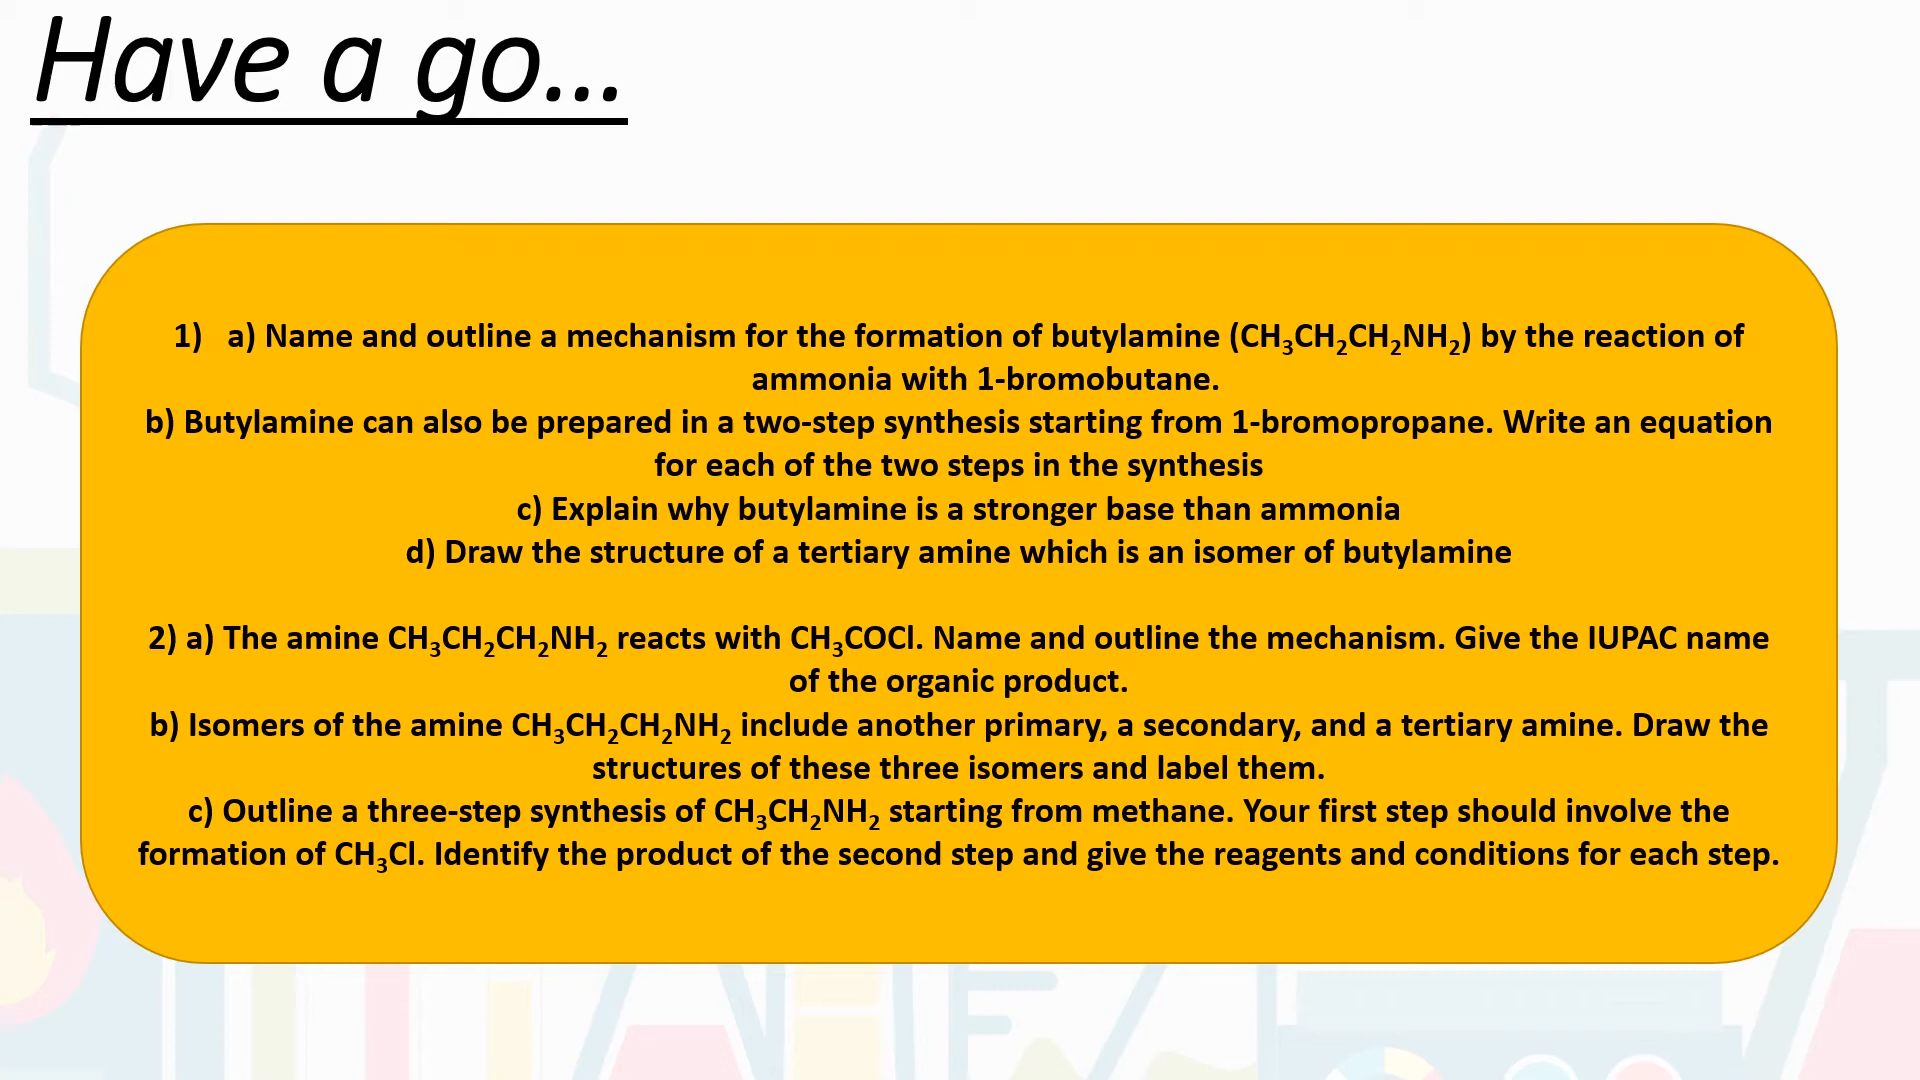 Have a go...
1) a) Name and outline a mechanism for the formation of butylamine (CH₃CH₂CH₂NH₂) by the reaction of
ammonia with 1-bromobutane.
b) Butylamine can also be prepared in a two-step synthesis starting from 1-bromopropane. Write an equation
for each of the two steps in the synthesis
c) Explain why butylamine is a stronger base than ammonia
d) Draw the structure of a tertiary amine which is an isomer of butylamine
2) a) The amine CH₃CH₂CH₂NH₂ reacts with CH₃COCl. Name and outline the mechanism. Give the IUPAC name
of the organic product.
b) Isomers of the amine CH₃CH₂CH₂NH₂ include another primary, a secondary, and a tertiary amine. Draw the
structures of these three isomers and label them.
c) Outline a three-step synthesis of CH₃CH₂NH₂ starting from methane. Your first step should involve the
formation of CH₃Cl. Identify the product of the second step and give the reagents and conditions for each step.